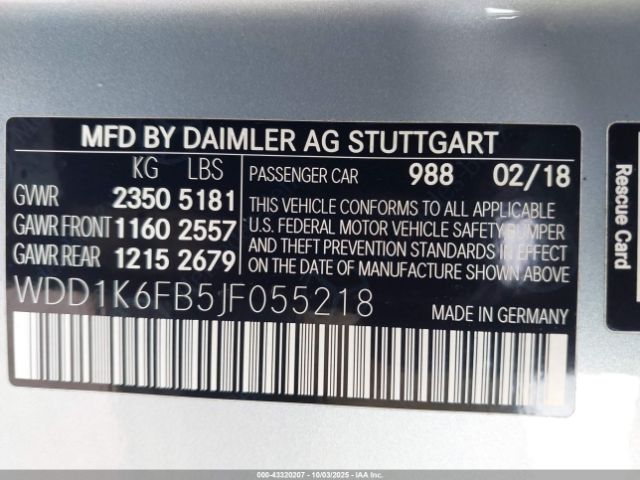 MFD BY DAIMLER AG STUTTGART
KG LBS
GVWR 2350 5181
GAWR FRONT 1160 2557
GAWR REAR 1215 2679
PASSENGER CAR 988 02/18
THIS VEHICLE CONFORMS TO ALL APPLICABLE
U.S. FEDERAL MOTOR VEHICLE SAFETY BUMPER
AND THEFT PREVENTION STANDARDS IN EFFECT
ON THE DATE OF MANUFACTURE SHOWN ABOVE.
WDD1K6FB5JF055218
MADE IN GERMANY
Rescue Card
000-43320207 - 10/03/2025 - Copyright © IAA, LLC